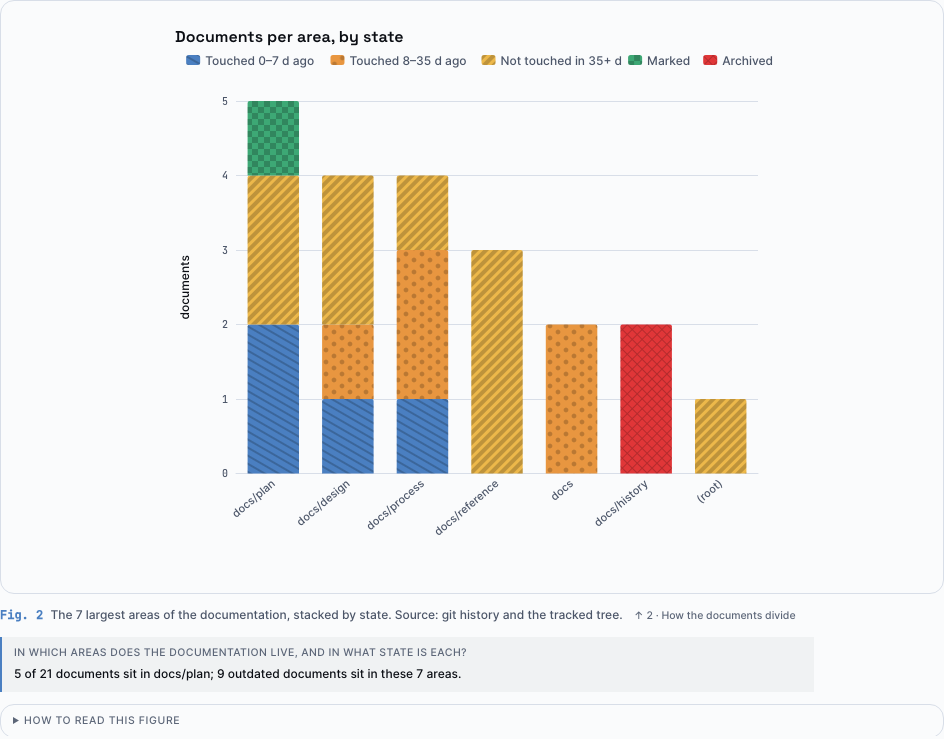 Documents per area, by state
Touched 0–7 d ago Touched 8–35 d ago Not touched in 35+ d Marked Archived
5
4
3
2
1
0
documents
docs/plan docs/design docs/process docs/reference docs docs/history (root)
Fig. 2 The 7 largest areas of the documentation, stacked by state. Source: git history and the tracked tree. ↑ 2 · How the documents divide
IN WHICH AREAS DOES THE DOCUMENTATION LIVE, AND IN WHAT STATE IS EACH?
5 of 21 documents sit in docs/plan; 9 outdated documents sit in these 7 areas.
▶ HOW TO READ THIS FIGURE